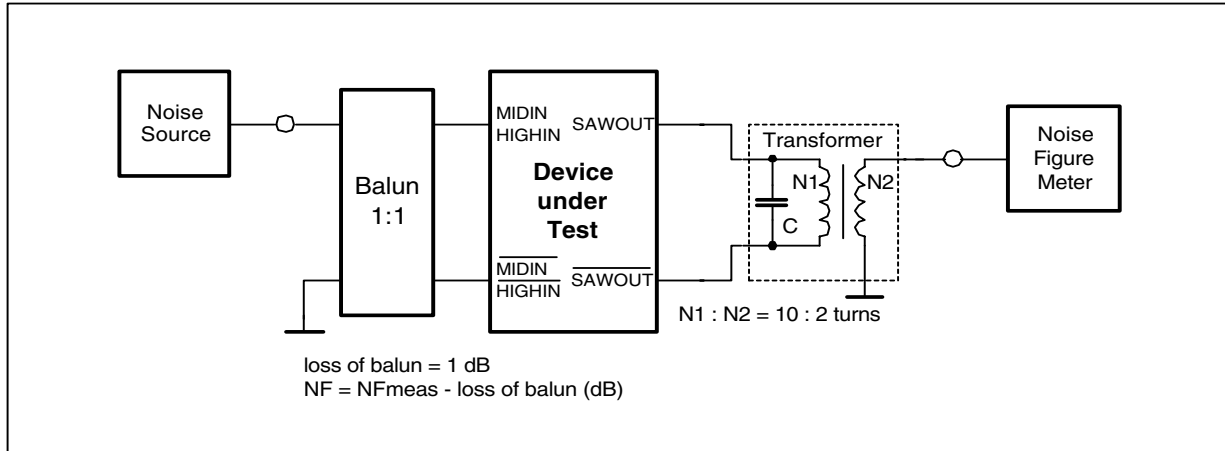 Noise
Source
Balun
1:1
MIDIN
HIGHIN
SAWOUT
Device
under
Test
MIDIN
HIGHIN
SAWOUT
Transformer
N1
N2
C
Noise
Figure
Meter
N1 : N2 = 10 : 2 turns
loss of balun = 1 dB
NF = NFmeas - loss of balun (dB)